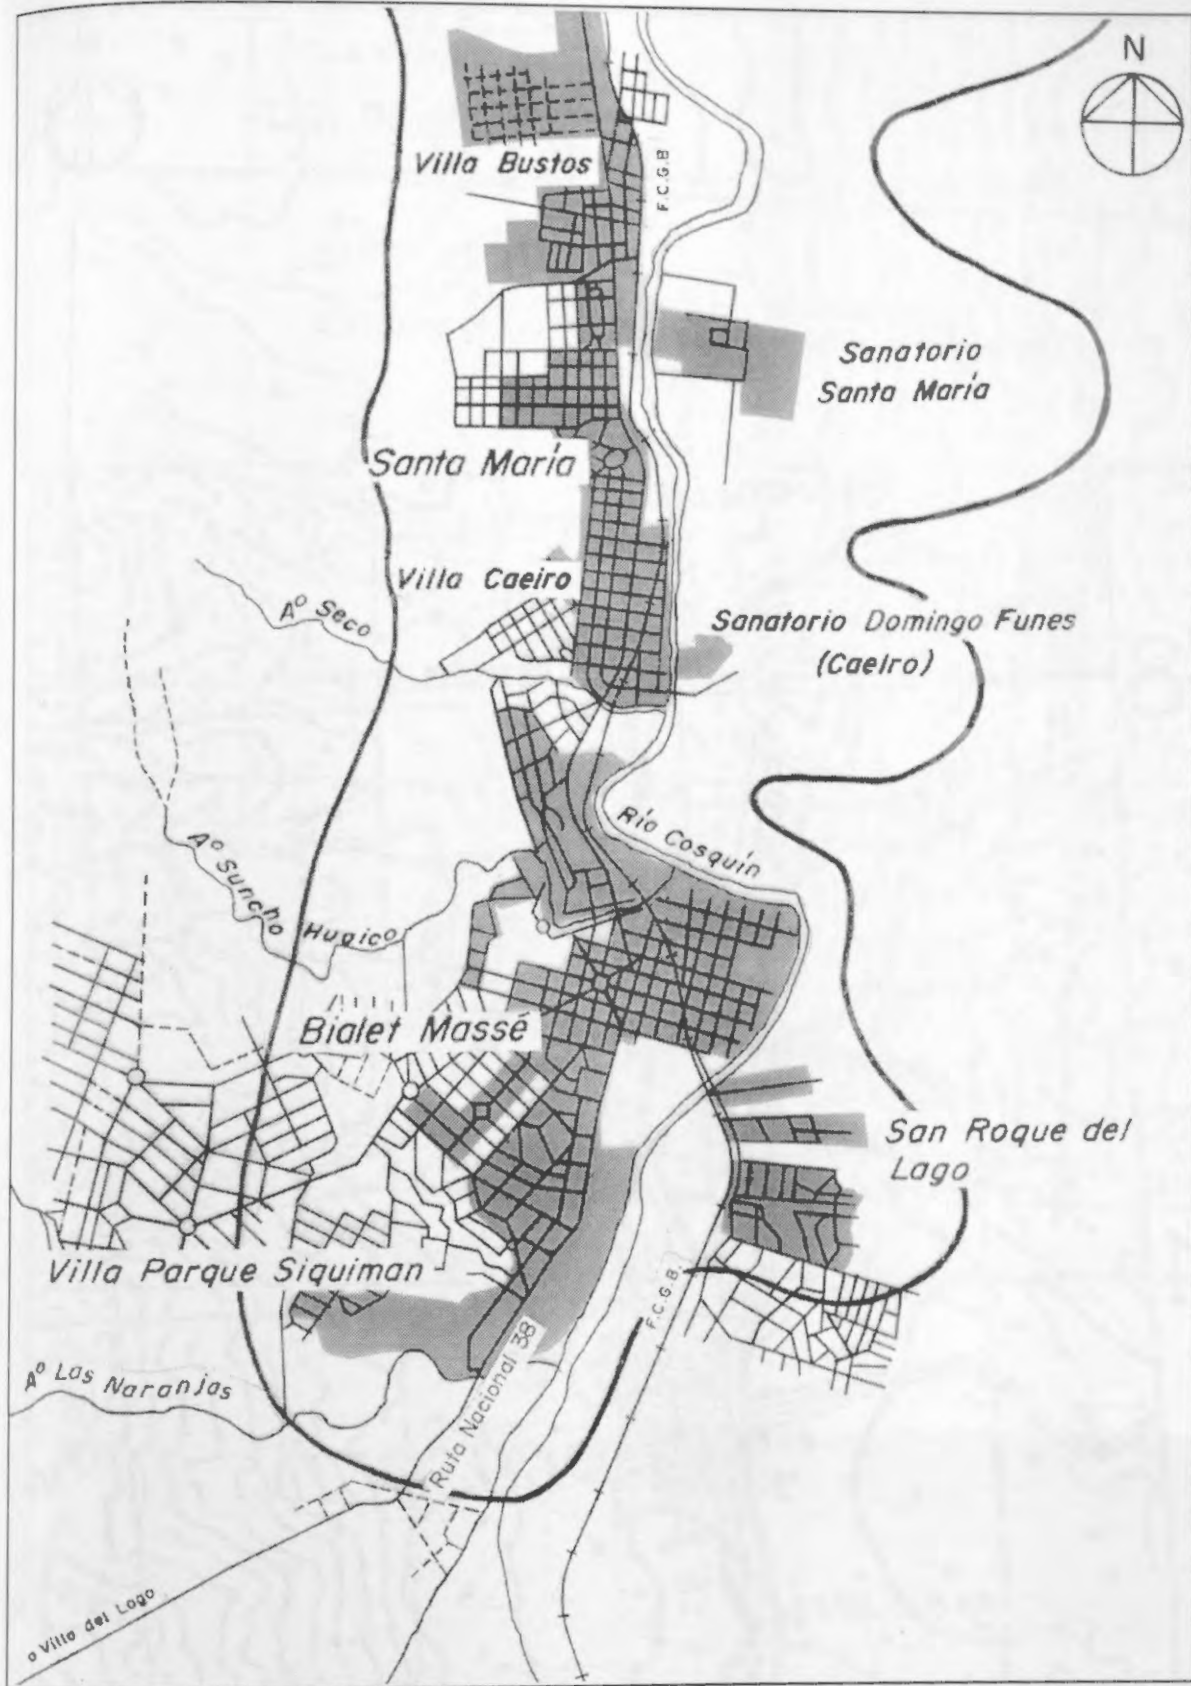 N
Villa Bustos
F.C.G.B
Sanatorio
Santa María
Santa María
Villa Caeiro
Aº Seco
Sanatorio Domingo Funes
(Caeiro)
Río Cosquín
Aº Suncho Hugico
Bialet Massé
San Roque del
Lago
Villa Parque Siquiman
F.C.G.B.
Ruta Nacional 38
Aº Las Naranjas
a Villa del Lago